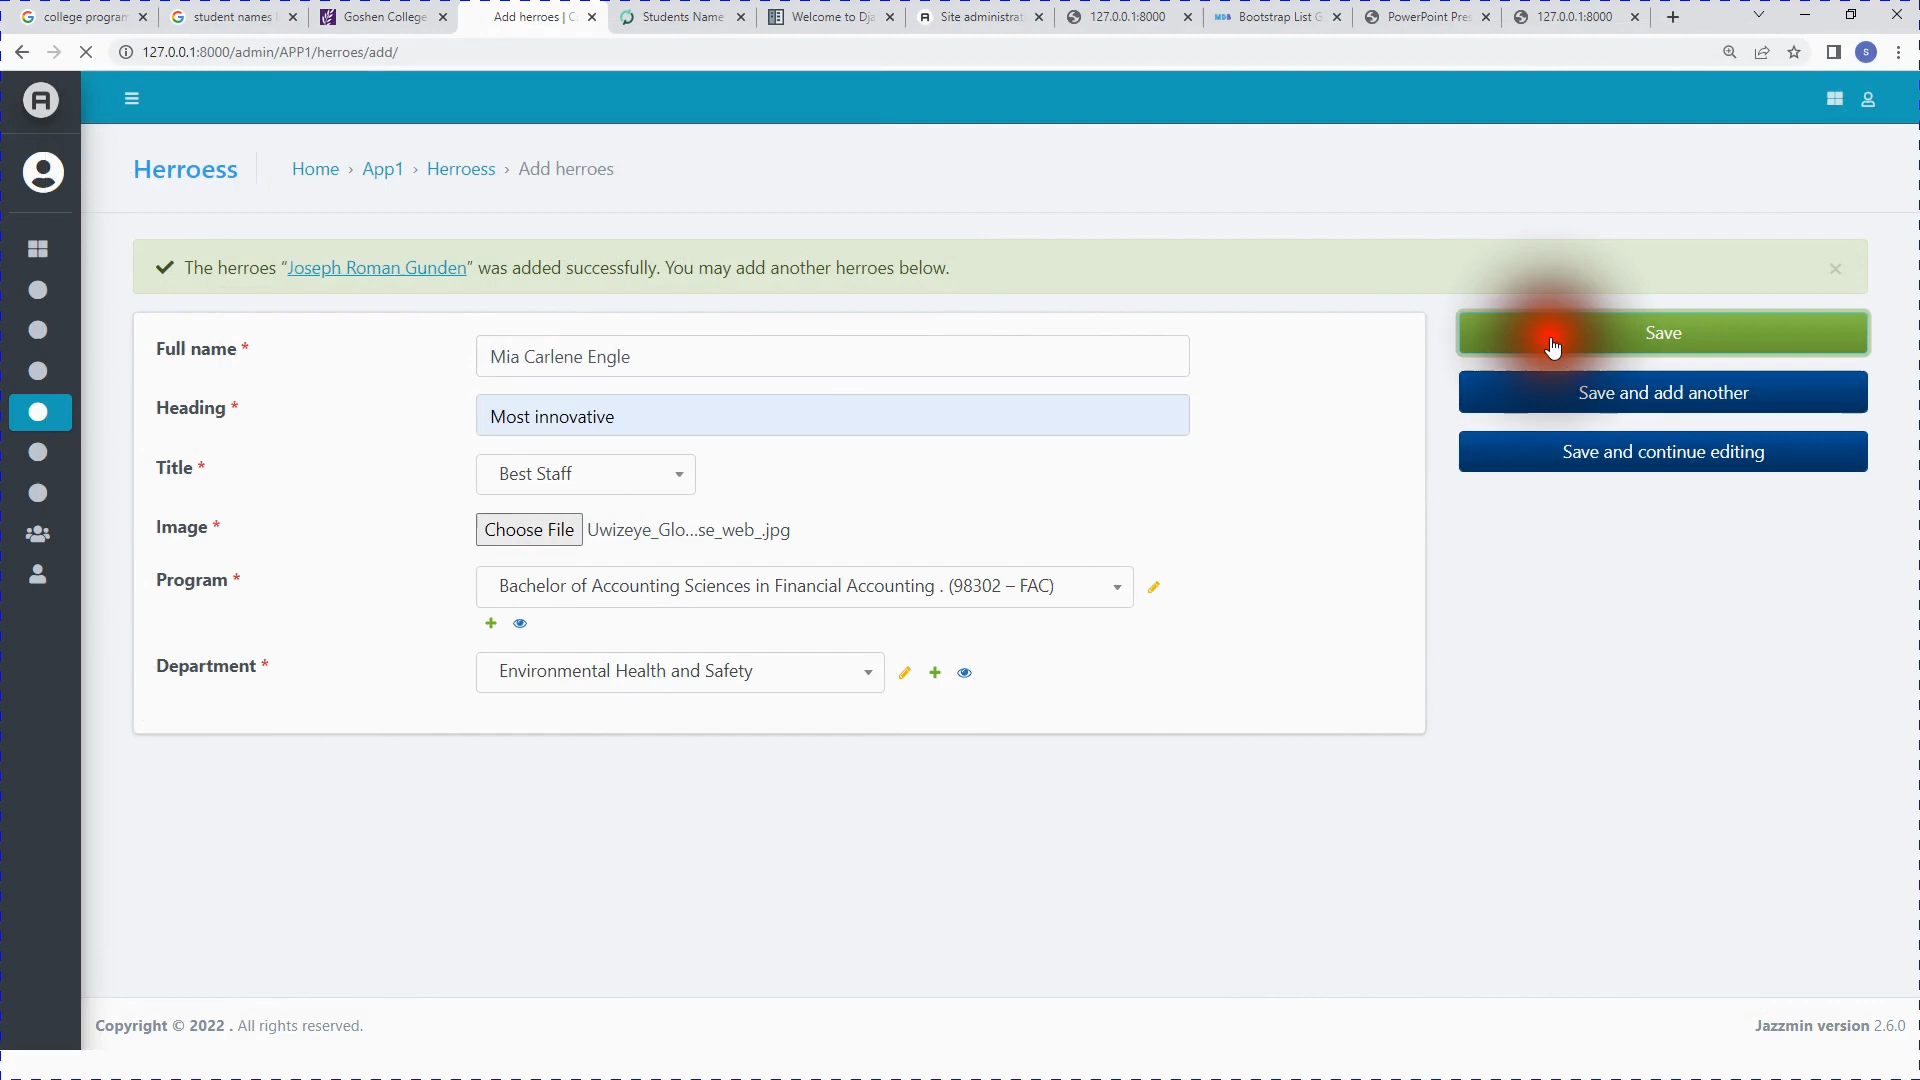 college program
student names
Goshen College
Add herroes | C
Students Name
Welcome to Dja
Site administrat
127.0.0.1:8000
Bootstrap List G
PowerPoint Pres
127.0.0.1:8000
127.0.0.1:8000/admin/APP1/herroes/add/
S
Herroess
Home › App1 › Herroess › Add herroes
The herroes “Joseph Roman Gunden” was added successfully. You may add another herroes below.
Full name *
Mia Carlene Engle
Save
Heading *
Most innovative
Save and add another
Title *
Best Staff
Save and continue editing
Image *
Choose File Uwizeye_Glo...se_web_.jpg
Program *
Bachelor of Accounting Sciences in Financial Accounting . (98302 – FAC)
Department *
Environmental Health and Safety
Copyright © 2022 . All rights reserved.
Jazzmin version 2.6.0